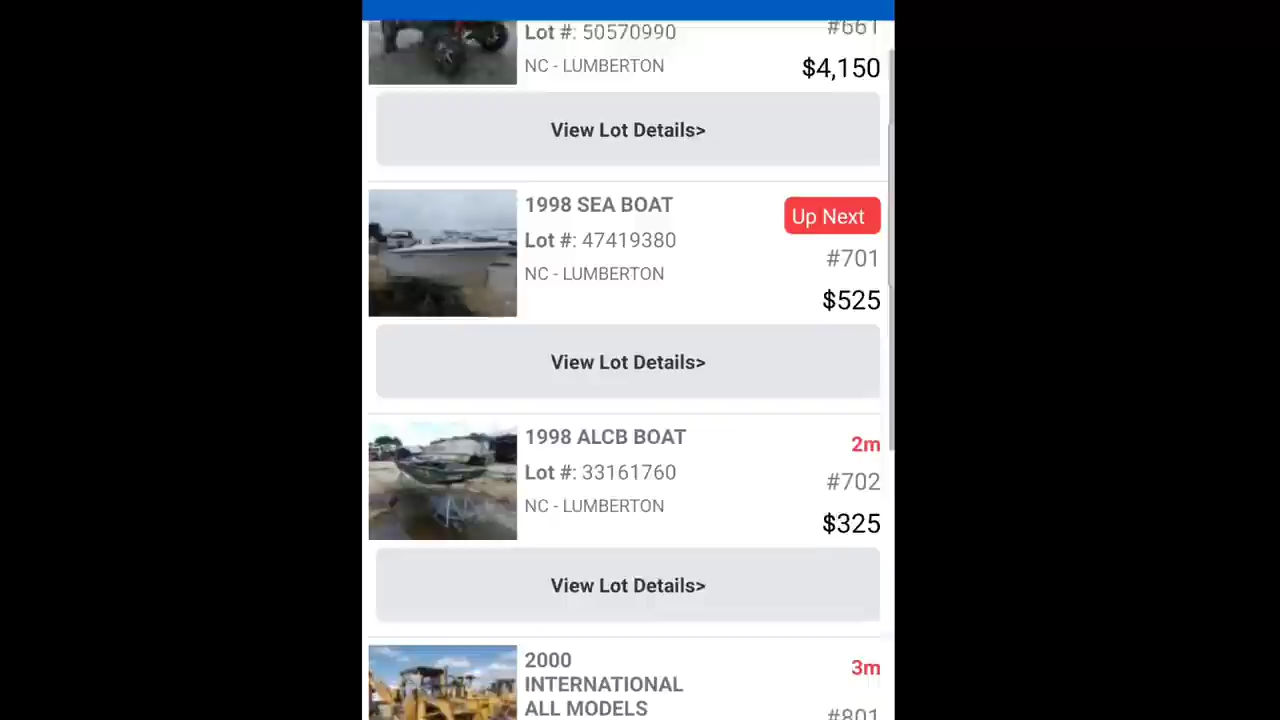 Lot #: 50570990
#661
NC - LUMBERTON
$4,150
View Lot Details>
1998 SEA BOAT
Up Next
Lot #: 47419380
#701
NC - LUMBERTON
$525
View Lot Details>
1998 ALCB BOAT
2m
Lot #: 33161760
#702
NC - LUMBERTON
$325
View Lot Details>
2000
INTERNATIONAL
ALL MODELS
3m
#801